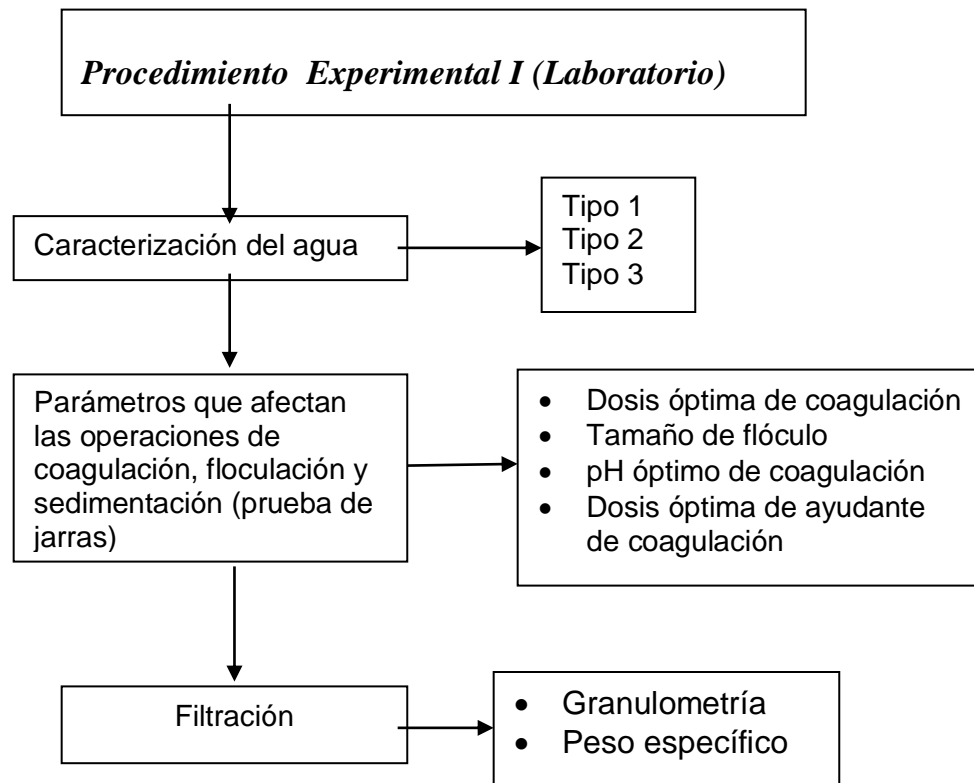 Procedimiento Experimental I (Laboratorio)
Caracterización del agua
Tipo 1
Tipo 2
Tipo 3
Parámetros que afectan
las operaciones de
coagulación, floculación y
sedimentación (prueba de
jarras)
• Dosis óptima de coagulación
• Tamaño de flóculo
• pH óptimo de coagulación
• Dosis óptima de ayudante
de coagulación
Filtración
• Granulometría
• Peso específico